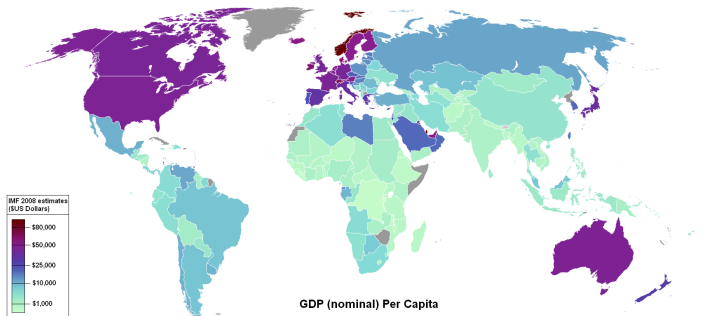 IMF 2008 estimates
($US Dollars)
$80,000
$50,000
$25,000
$10,000
$1,000
GDP (nominal) Per Capita